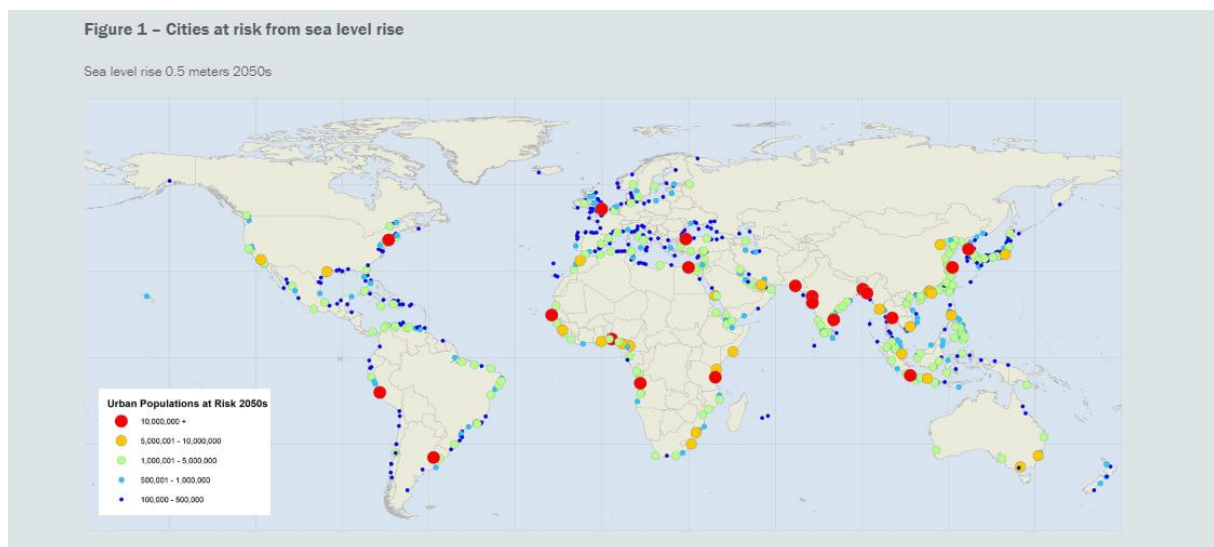 Figure 1 – Cities at risk from sea level rise
Sea level rise 0.5 meters 2050s
Urban Populations at Risk 2050s
10,000,000 +
5,000,001 - 10,000,000
1,000,001 - 5,000,000
500,001 - 1,000,000
100,000 - 500,000